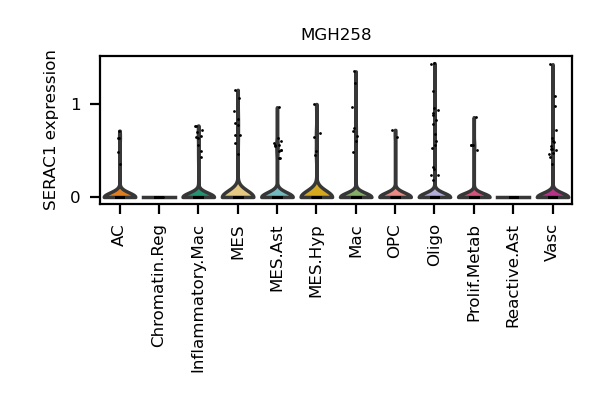 MGH258
SERAC1 expression
1
0
AC
Chromatin.Reg
Inflammatory.Mac
MES
MES.Ast
MES.Hyp
Mac
OPC
Oligo
Prolif.Metab
Reactive.Ast
Vasc